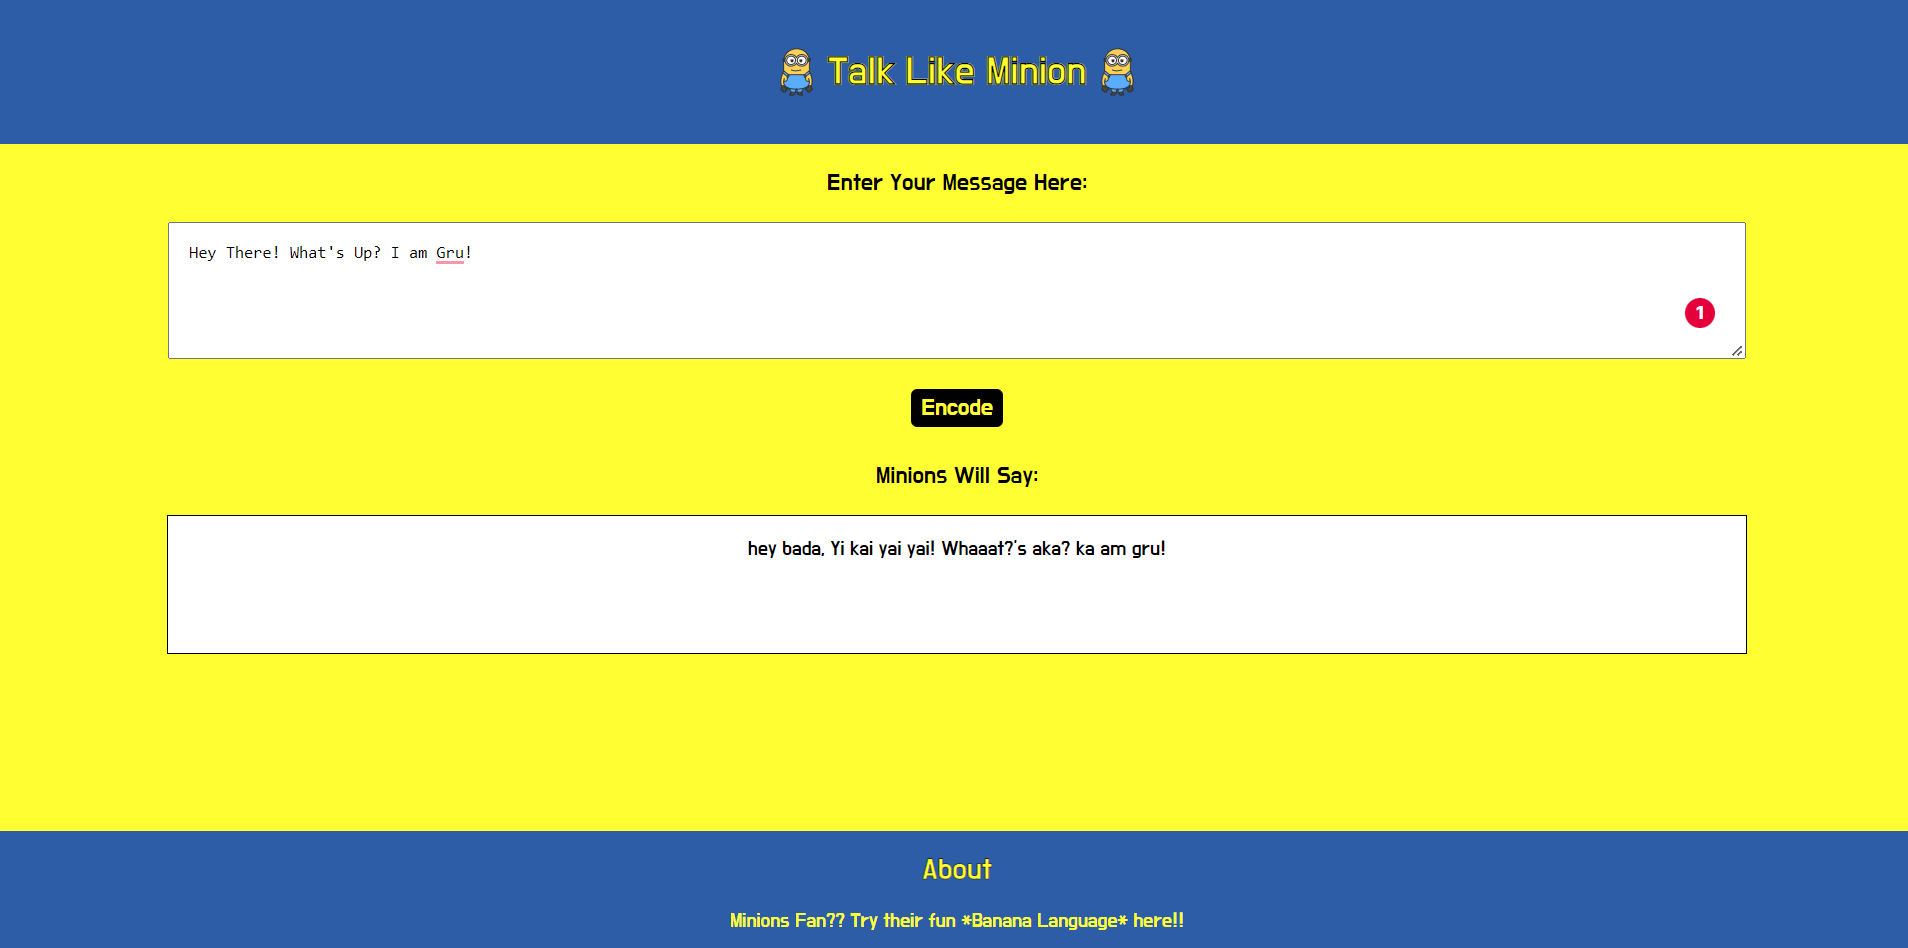 Talk Like Minion
Enter Your Message Here:
Hey There! What's Up? I am Gru!
1
Encode
Minions Will Say:
hey bada, Yi kai yai yai! Whaaat?'s aka? ka am gru!
About
Minions Fan?? Try their fun *Banana Language* here!!